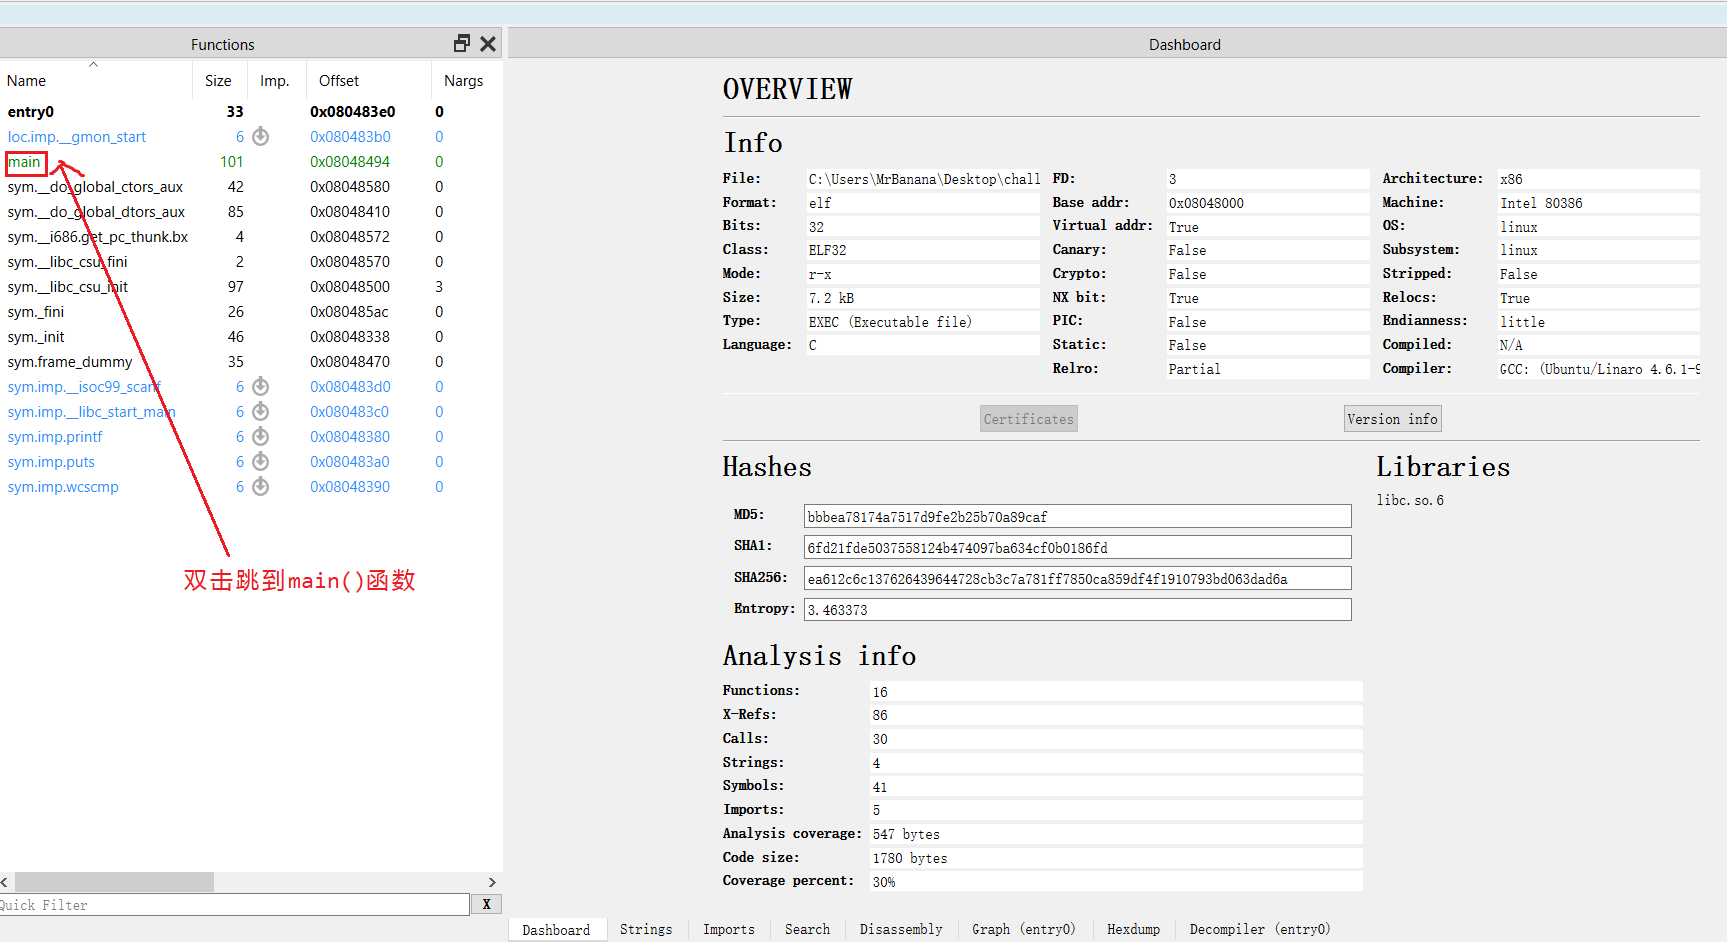 Functions
Name Size Imp. Offset Nargs
entry0 33 0x080483e0 0
loc.imp.__gmon_start 6 0x080483b0 0
main 101 0x08048494 0
sym.__do_global_ctors_aux 42 0x08048580 0
sym.__do_global_dtors_aux 85 0x08048410 0
sym.__i686.get_pc_thunk.bx 4 0x08048572 0
sym.__libc_csu_fini 2 0x08048570 0
sym.__libc_csu_init 97 0x08048500 3
sym._fini 26 0x080485ac 0
sym._init 46 0x08048338 0
sym.frame_dummy 35 0x08048470 0
sym.imp.__isoc99_scanf 6 0x080483d0 0
sym.imp.__libc_start_main 6 0x080483c0 0
sym.imp.printf 6 0x08048380 0
sym.imp.puts 6 0x080483a0 0
sym.imp.wcscmp 6 0x08048390 0
双击跳到main()函数
Quick Filter X
Dashboard
OVERVIEW
Info
File: C:\Users\MrBanana\Desktop\chall FD: 3 Architecture: x86
Format: elf Base addr: 0x08048000 Machine: Intel 80386
Bits: 32 Virtual addr: True OS: linux
Class: ELF32 Canary: False Subsystem: linux
Mode: r-x Crypto: False Stripped: False
Size: 7.2 kB NX bit: True Relocs: True
Type: EXEC (Executable file) PIC: False Endianness: little
Language: C Static: False Compiled: N/A
Relro: Partial Compiler: GCC: (Ubuntu/Linaro 4.6.1-9
Certificates Version info
Hashes Libraries
libc.so.6
MD5: bbbea78174a7517d9fe2b25b70a89caf
SHA1: 6fd21fde5037558124b474097ba634cf0b0186fd
SHA256: ea612c6c137626439644728cb3c7a781ff7850ca859df4f1910793bd063dad6a
Entropy: 3.463373
Analysis info
Functions: 16
X-Refs: 86
Calls: 30
Strings: 4
Symbols: 41
Imports: 5
Analysis coverage: 547 bytes
Code size: 1780 bytes
Coverage percent: 30%
Dashboard Strings Imports Search Disassembly Graph (entry0) Hexdump Decompiler (entry0)